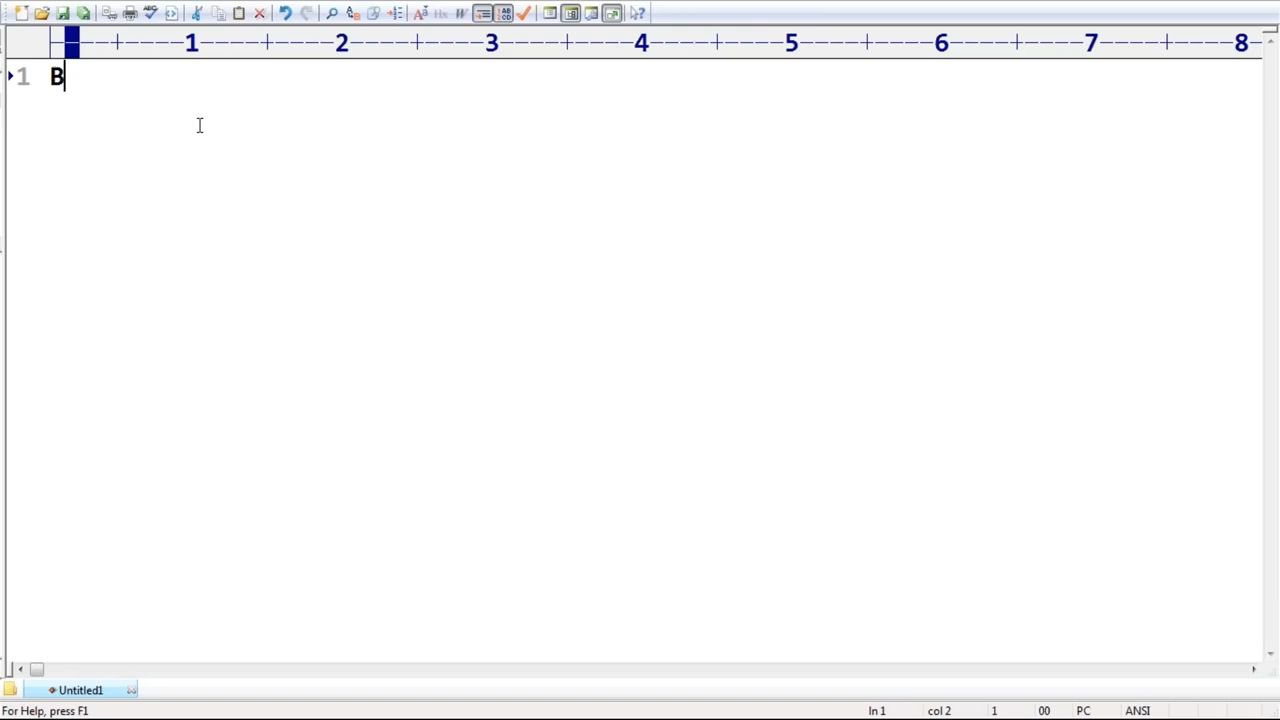 1 2 3 4 5 6 7 8
1 B
Untitled1
For Help, press F1 ln 1 col 2 1 00 PC ANSI